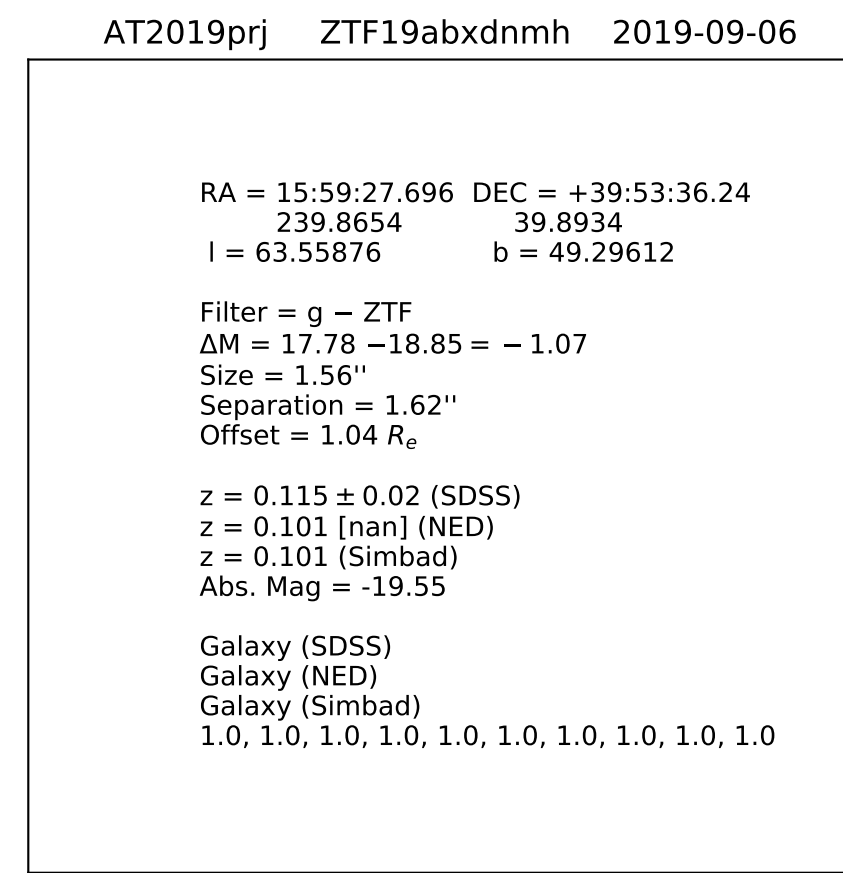 AT2019prj ZTF19abxdnmh 2019-09-06
RA = 15:59:27.696 DEC = +39:53:36.24
239.8654 39.8934
l = 63.55876 b = 49.29612
Filter = g − ZTF
ΔM = 17.78 −18.85 = − 1.07
Size = 1.56''
Separation = 1.62''
Offset = 1.04 Re
z = 0.115 ± 0.02 (SDSS)
z = 0.101 [nan] (NED)
z = 0.101 (Simbad)
Abs. Mag = -19.55
Galaxy (SDSS)
Galaxy (NED)
Galaxy (Simbad)
1.0, 1.0, 1.0, 1.0, 1.0, 1.0, 1.0, 1.0, 1.0, 1.0